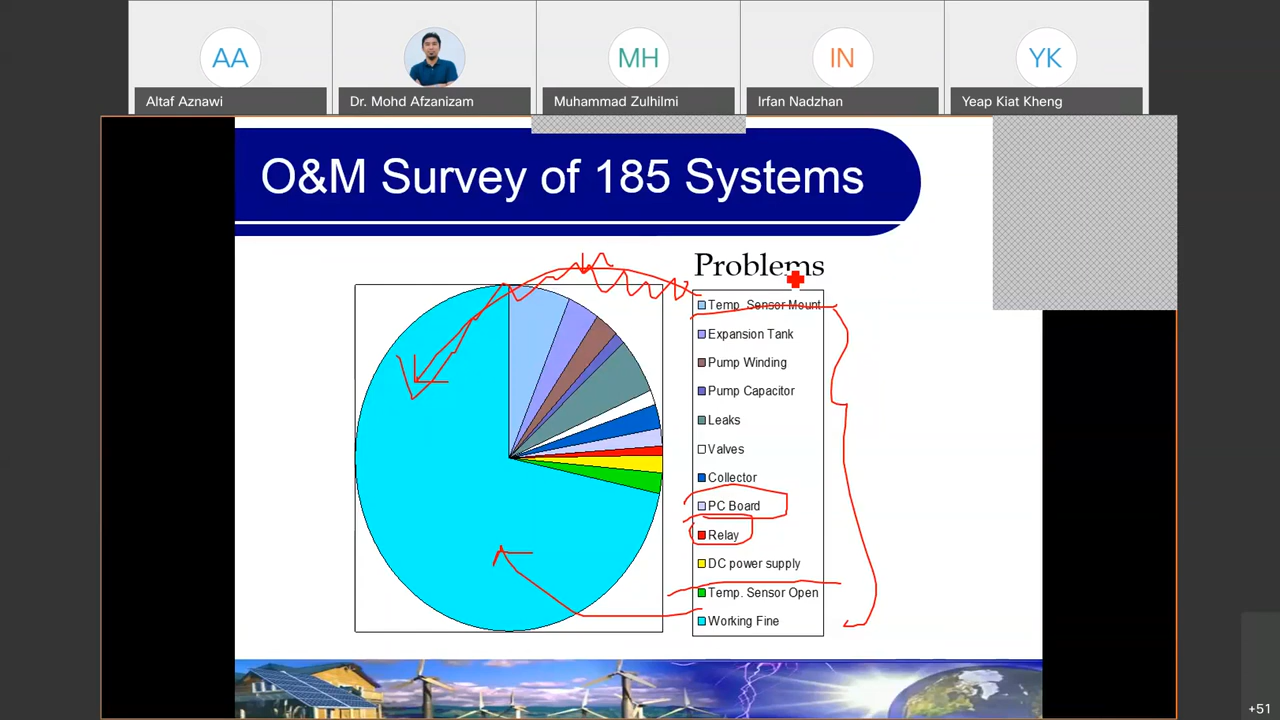 AA
MH
IN
YK
Altaf Aznawi
Dr. Mohd Afzanizam
Muhammad Zulhilmi
Irfan Nadzhan
Yeap Kiat Kheng
O&M Survey of 185 Systems
Problems
Temp. Sensor Mount
Expansion Tank
Pump Winding
Pump Capacitor
Leaks
Valves
Collector
PC Board
Relay
DC power supply
Temp. Sensor Open
Working Fine
+51